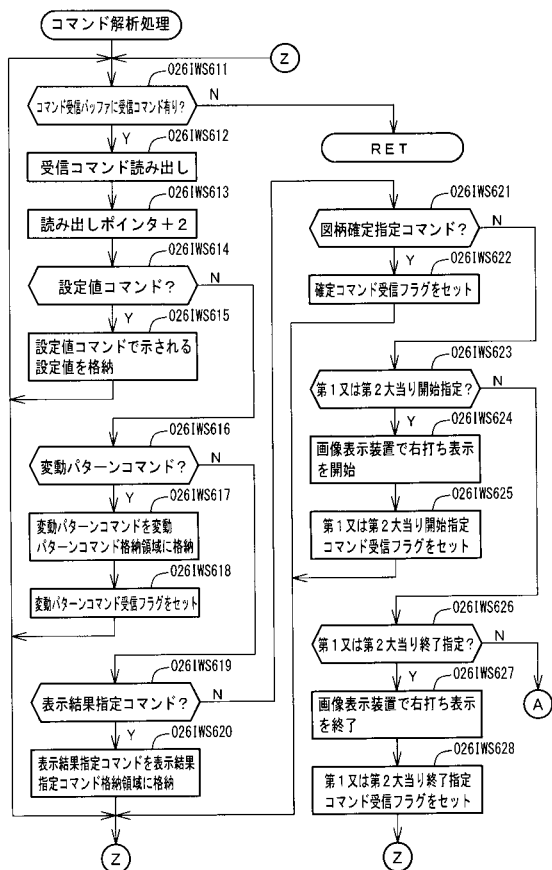 コマンド解析処理
Z
026IWS611
コマンド受信バッファに受信コマンド有り?
N
Y
RET
026IWS612
受信コマンド読み出し
026IWS613
読み出しポインタ+2
026IWS614
設定値コマンド?
N
Y
026IWS615
設定値コマンドで示される
設定値を格納
026IWS616
変動パターンコマンド?
N
Y
026IWS617
変動パターンコマンドを変動
パターンコマンド格納領域に格納
026IWS618
変動パターンコマンド受信フラグをセット
026IWS619
表示結果指定コマンド?
N
Y
026IWS620
表示結果指定コマンドを表示結果
指定コマンド格納領域に格納
Z
026IWS621
図柄確定指定コマンド?
N
Y
026IWS622
確定コマンド受信フラグをセット
026IWS623
第1又は第2大当り開始指定?
N
Y
026IWS624
画像表示装置で右打ち表示
を開始
026IWS625
第1又は第2大当り開始指定
コマンド受信フラグをセット
026IWS626
第1又は第2大当り終了指定?
N
Y
A
026IWS627
画像表示装置で右打ち表示
を終了
026IWS628
第1又は第2大当り終了指定
コマンド受信フラグをセット
Z